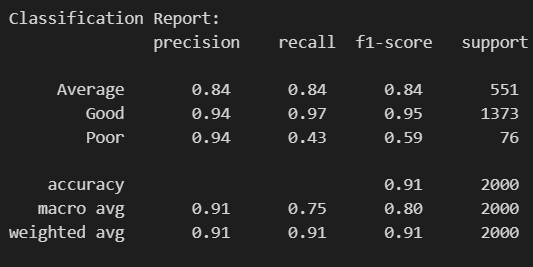 Classification Report:
precision recall f1-score support
Average 0.84 0.84 0.84 551
Good 0.94 0.97 0.95 1373
Poor 0.94 0.43 0.59 76
accuracy 0.91 2000
macro avg 0.91 0.75 0.80 2000
weighted avg 0.91 0.91 0.91 2000